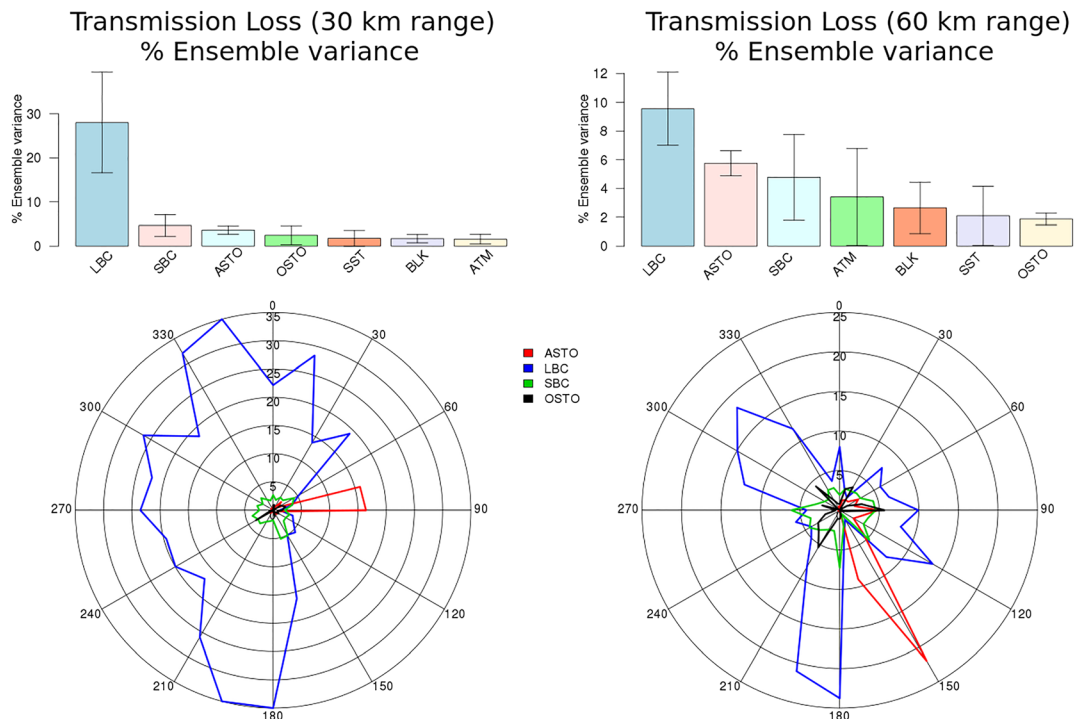 Transmission Loss (30 km range)
% Ensemble variance
% Ensemble variance
30
20
10
0
LBC
SBC
ASTO
OSTO
SST
BLK
ATM
Transmission Loss (60 km range)
% Ensemble variance
% Ensemble variance
12
10
8
6
4
2
0
LBC
ASTO
SBC
ATM
BLK
SST
OSTO
0
30
60
90
120
150
180
210
240
270
300
330
35
30
25
20
15
10
5
ASTO
LBC
SBC
OSTO
0
30
60
90
120
150
180
210
240
270
300
330
25
20
15
10
5